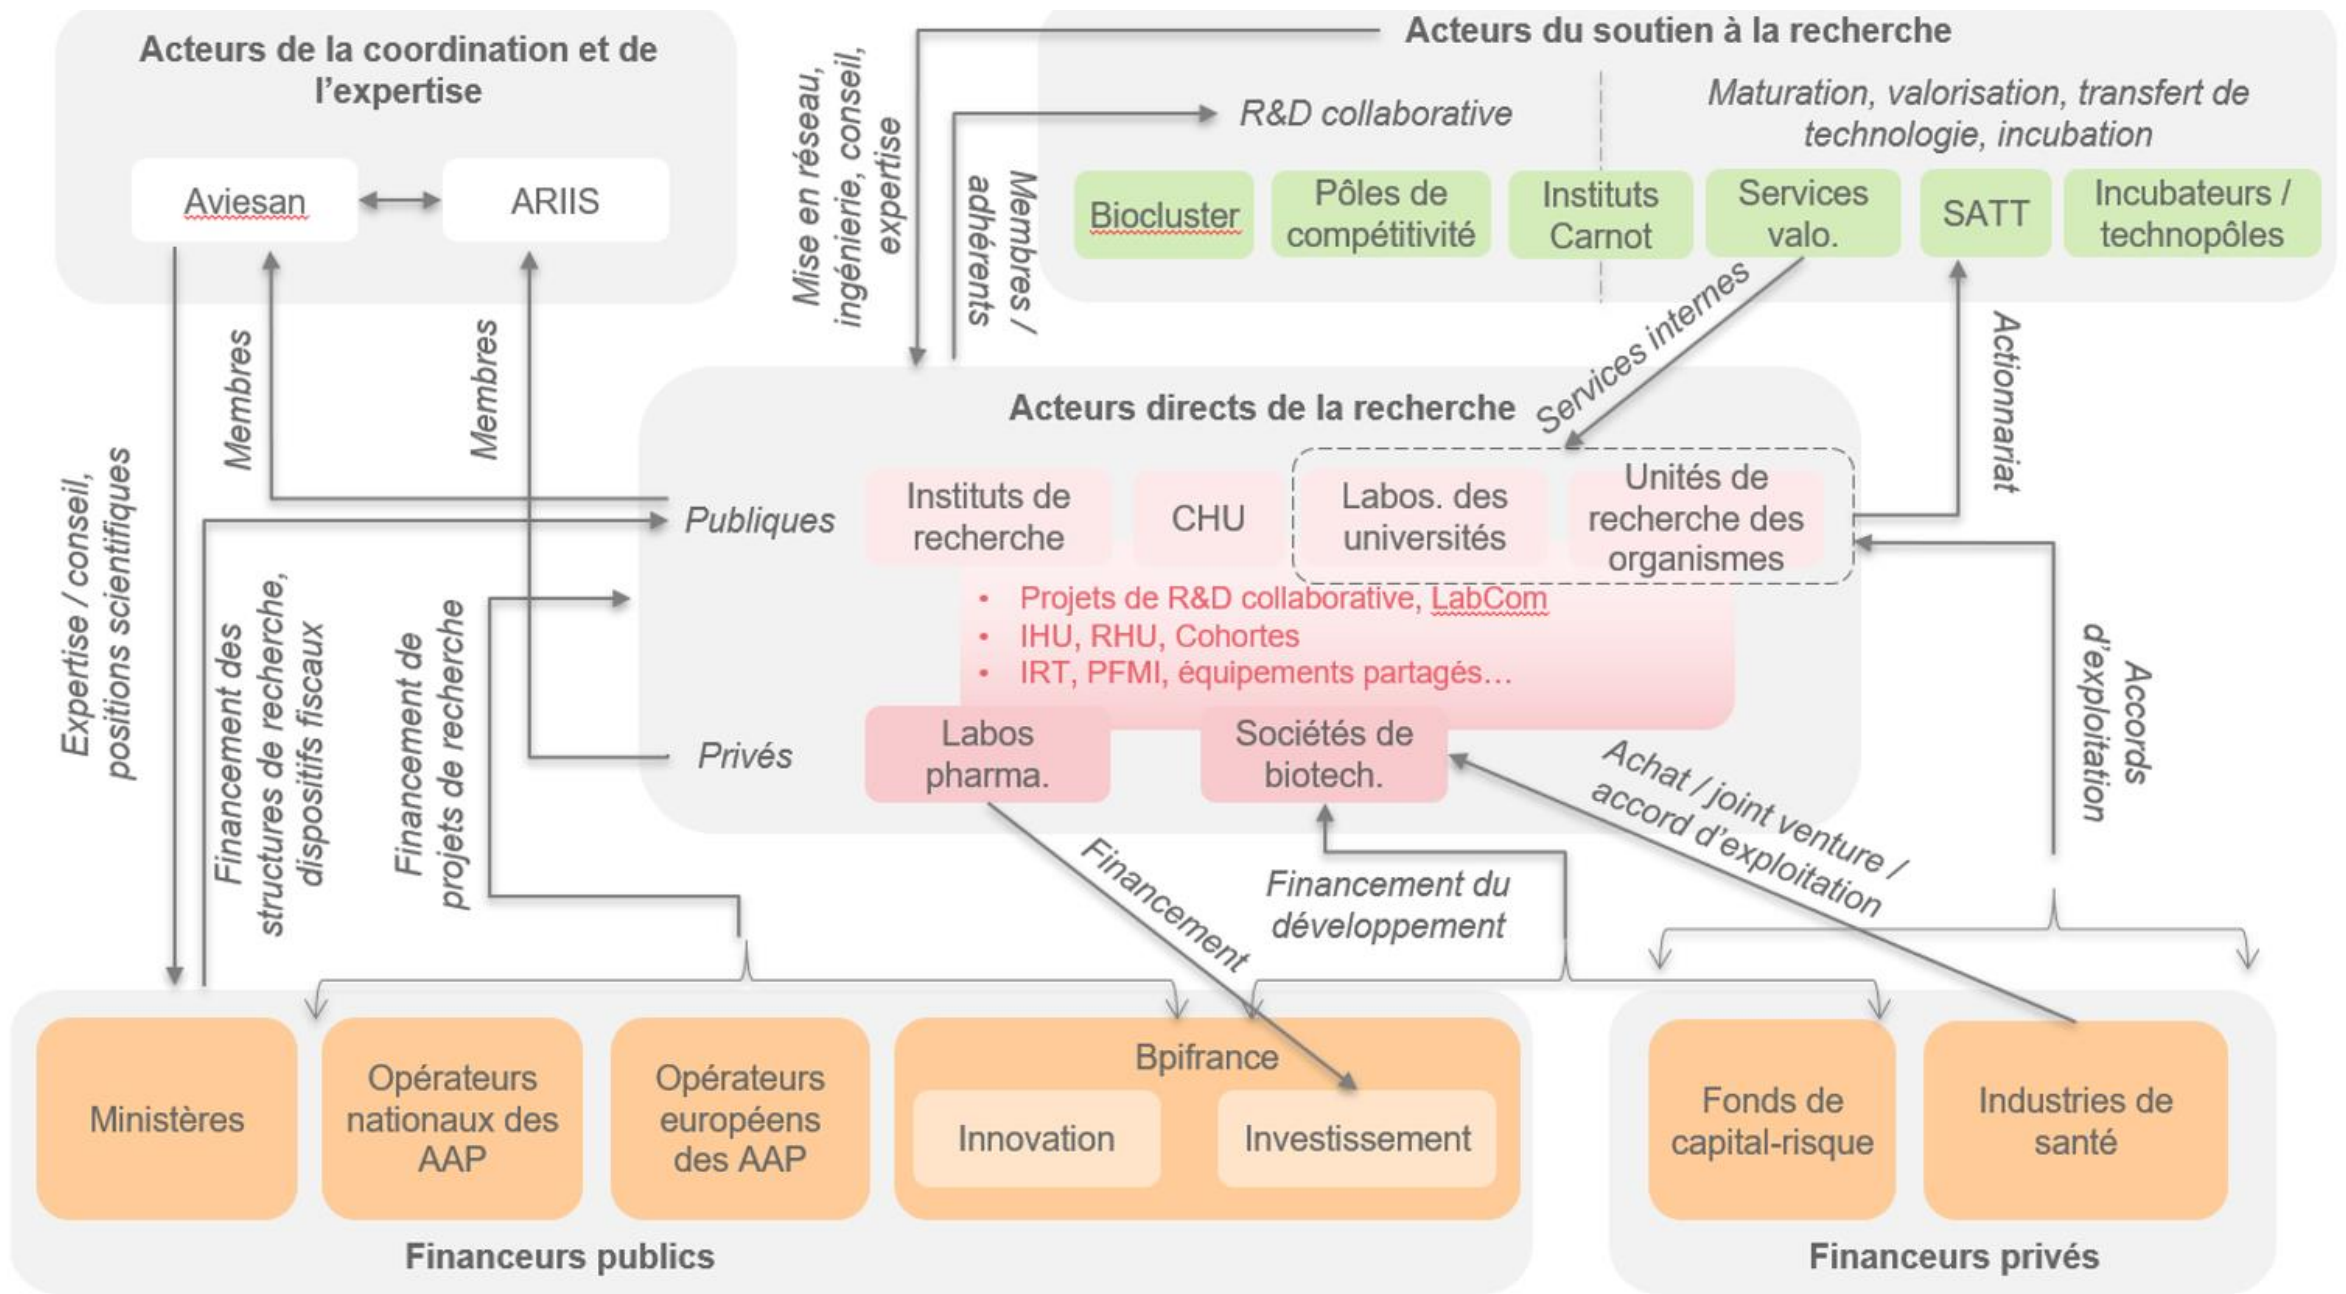 Acteurs de la coordination et de
l'expertise
Aviesan
ARIIS
Acteurs du soutien à la recherche
R&D collaborative
Maturation, valorisation, transfert de
technologie, incubation
Biocluster
Pôles de
compétitivité
Instituts
Carnot
Services
valo.
SATT
Incubateurs /
technopôles
Mise en réseau,
ingénierie, conseil,
expertise
Membres /
adhérents
Services internes
Actionnariat
Membres
Membres
Expertise / conseil,
positions scientifiques
Financement des
structures de recherche,
dispositifs fiscaux
Financement de
projets de recherche
Acteurs directs de la recherche
Publiques
Instituts de
recherche
CHU
Labos. des
universités
Unités de
recherche des
organismes
• Projets de R&D collaborative, LabCom
• IHU, RHU, Cohortes
• IRT, PFMI, équipements partagés…
Privés
Labos
pharma.
Sociétés de
biotech.
Accords
d'exploitation
Achat / joint venture /
accord d'exploitation
Financement
Financement du
développement
Ministères
Opérateurs
nationaux des
AAP
Opérateurs
européens
des AAP
Bpifrance
Innovation
Investissement
Fonds de
capital-risque
Industries de
santé
Financeurs publics
Financeurs privés